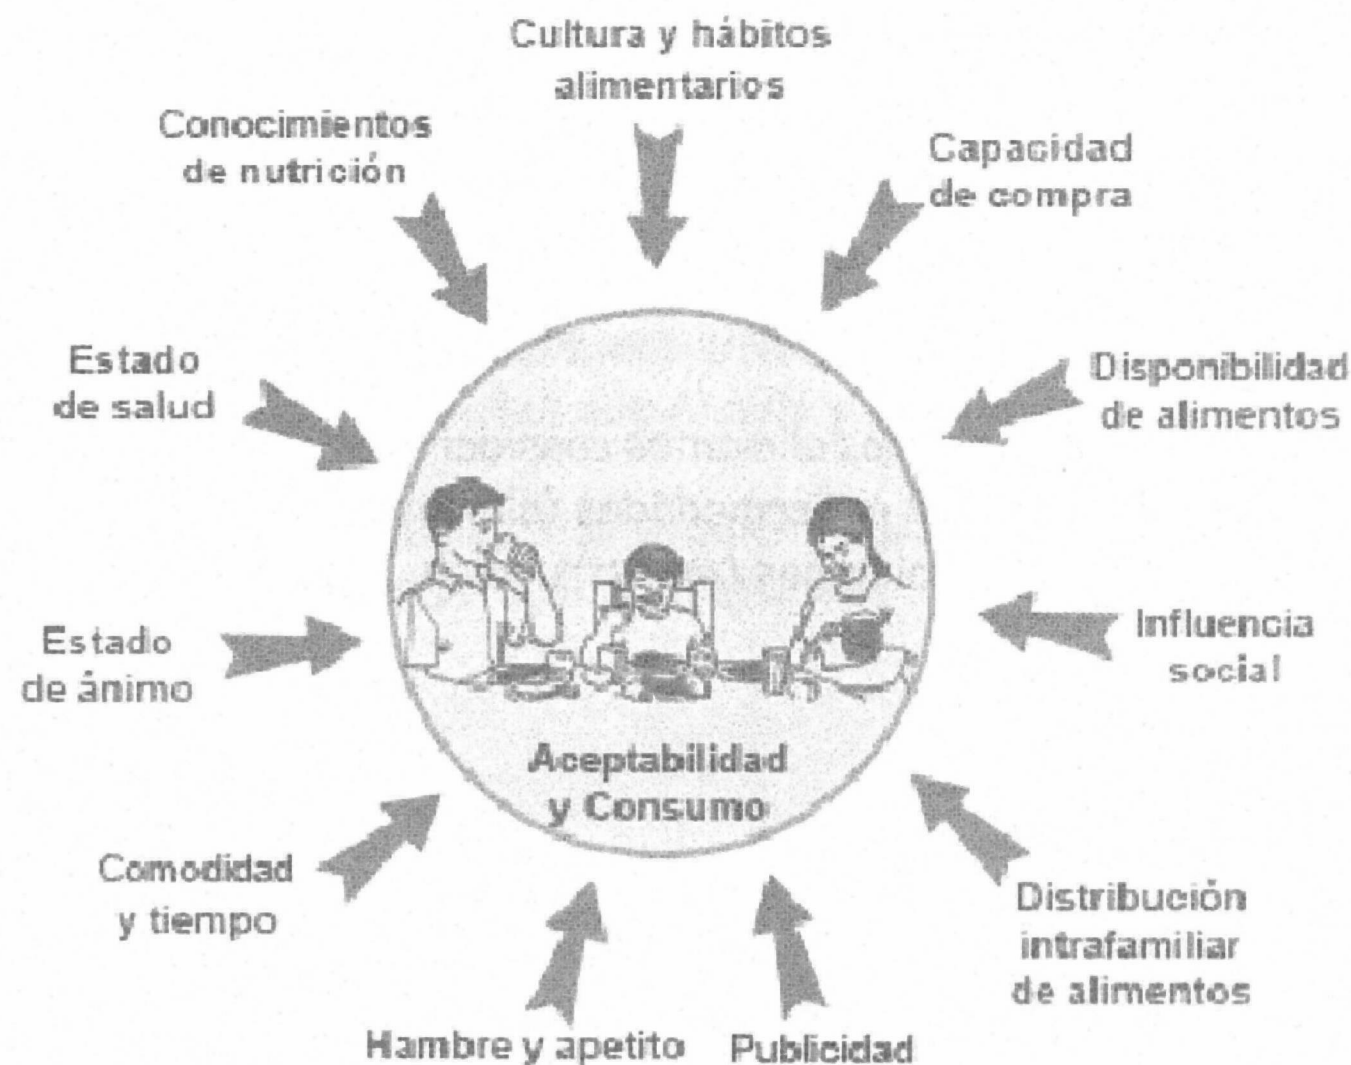 Cultura y hábitos
alimentarios
Conocimientos
de nutrición
Capacidad
de compra
Estado
de salud
Disponibilidad
de alimentos
Estado
de ánimo
Influencia
social
Aceptabilidad
y Consumo
Comodidad
y tiempo
Distribución
intrafamiliar
de alimentos
Hambre y apetito
Publicidad